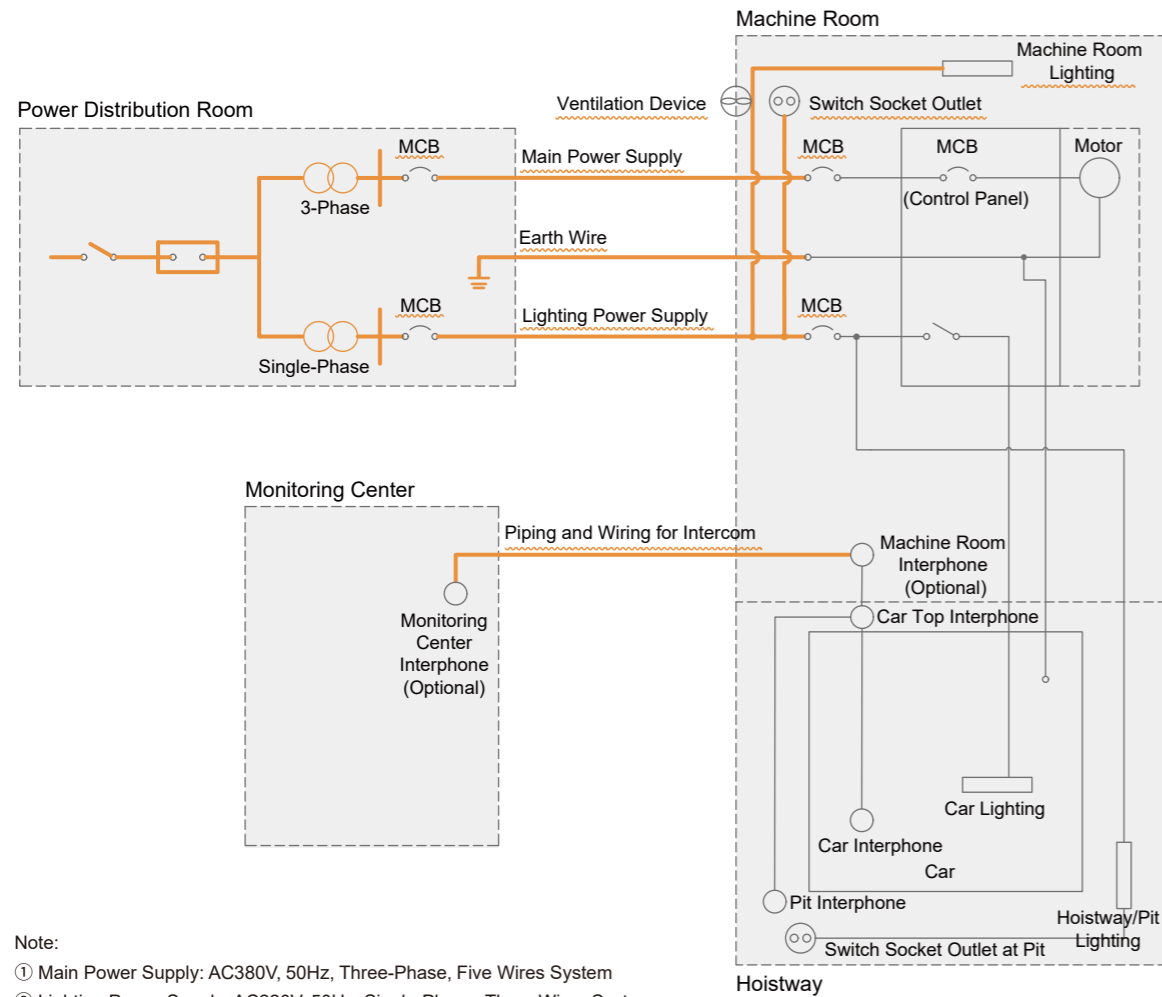 Machine Room
Machine Room
Lighting
Ventilation Device
Switch Socket Outlet
Power Distribution Room
MCB
Main Power Supply
MCB
MCB
Motor
3-Phase
(Control Panel)
Earth Wire
MCB
Lighting Power Supply
MCB
Single-Phase
Monitoring Center
Piping and Wiring for Intercom
Machine Room
Interphone
(Optional)
Monitoring
Center
Interphone
(Optional)
Car Top Interphone
Car Lighting
Car Interphone
Car
Pit Interphone
Hoistway/Pit
Lighting
Switch Socket Outlet at Pit
Hoistway
Note:
① Main Power Supply: AC380V, 50Hz, Three-Phase, Five Wires System